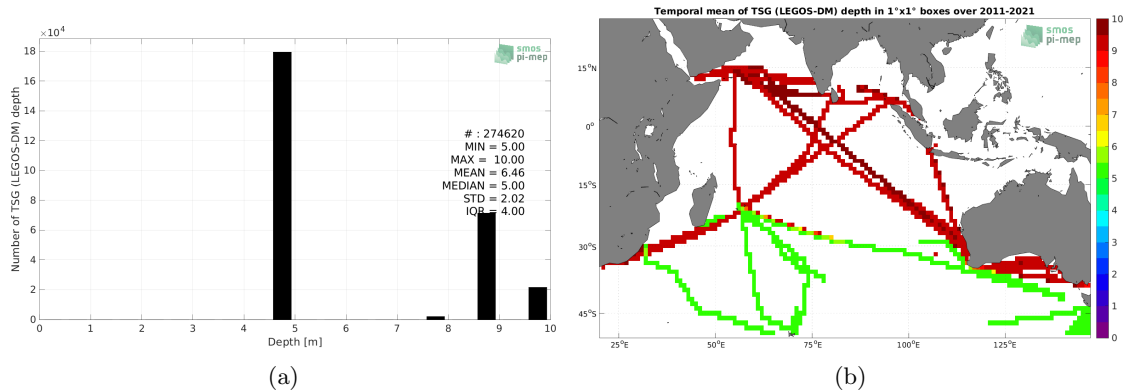 ×10⁴
18
16
14
12
10
8
6
4
2
0
Number of TSG (LEGOS-DM) depth
smos
pi-mep
# : 274620
MIN = 5.00
MAX = 10.00
MEAN = 6.46
MEDIAN = 5.00
STD = 2.02
IQR = 4.00
0 1 2 3 4 5 6 7 8 9 10
Depth [m]
(a)
Temporal mean of TSG (LEGOS-DM) depth in 1°x1° boxes over 2011-2021
smos
pi-mep
15°N
0°
15°S
30°S
45°S
25°E 50°E 75°E 100°E 125°E
10
9
8
7
6
5
4
3
2
1
0
(b)